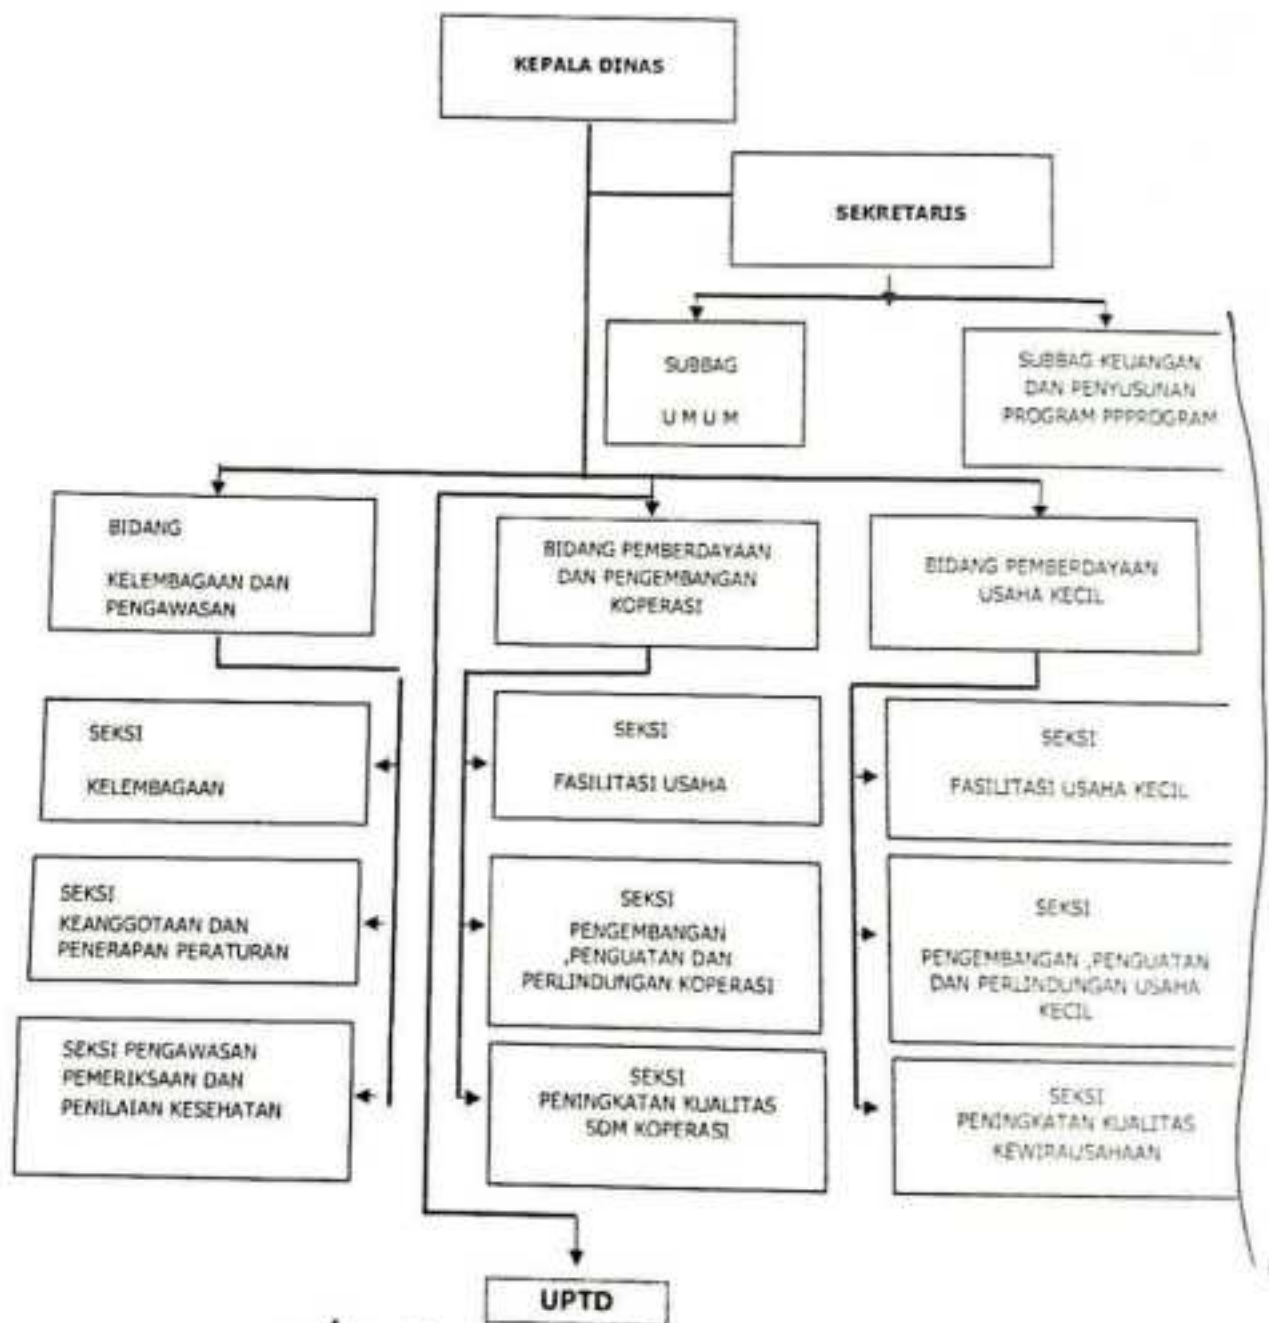 KEPALA DINAS
SEKRETARIS
SUBBAG
U M U M
SUBBAG KEUANGAN
DAN PENYUSUNAN
PROGRAM PPPROGRAM
BIDANG
KELEMBAGAAN DAN
PENGAWASAN
BIDANG PEMBERDAYAAN
DAN PENGEMBANGAN
KOPERASI
BIDANG PEMBERDAYAAN
USAHA KECIL
SEKSI
KELEMBAGAAN
SEKSI
FASILITASI USAHA
SEKSI
FASILITASI USAHA KECIL
SEKSI
KEANGGOTAAN DAN
PENERAPAN PERATURAN
SEKSI
PENGEMBANGAN
,PENGUATAN DAN
PERLINDUNGAN KOPERASI
SEKSI
PENGEMBANGAN ,PENGUATAN
DAN PERLINDUNGAN USAHA
KECIL
SEKSI PENGAWASAN
PEMERIKSAAN DAN
PENILAIAN KESEHATAN
SEKSI
PENINGKATAN KUALITAS
SDM KOPERASI
SEKSI
PENINGKATAN KUALITAS
KEWIRAUSAHAAN
UPTD